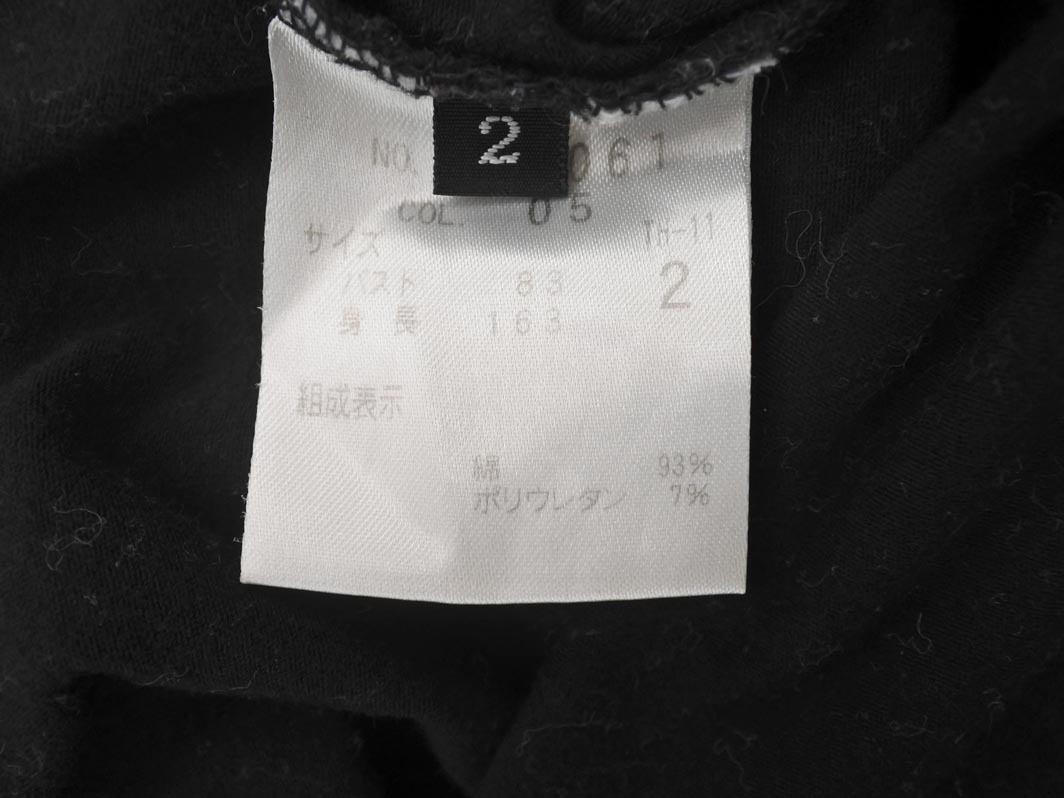 2
NO. 061
COL. 05
サイズ TH-11
バスト 83 2
身 長 163
組成表示
綿 93%
ポリウレタン 7%